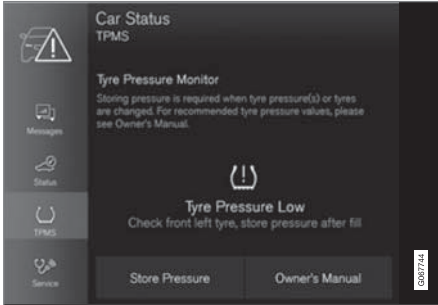 Car Status
TPMS
Tyre Pressure Monitor
Storing pressure is required when tyre pressure(s) or tyres
are changed. For recommended tyre pressure values, please
see Owner's Manual.
Messages
Status
TPMS
Service
Tyre Pressure Low
Check front left tyre, store pressure after fill
Store Pressure
Owner's Manual
G067744